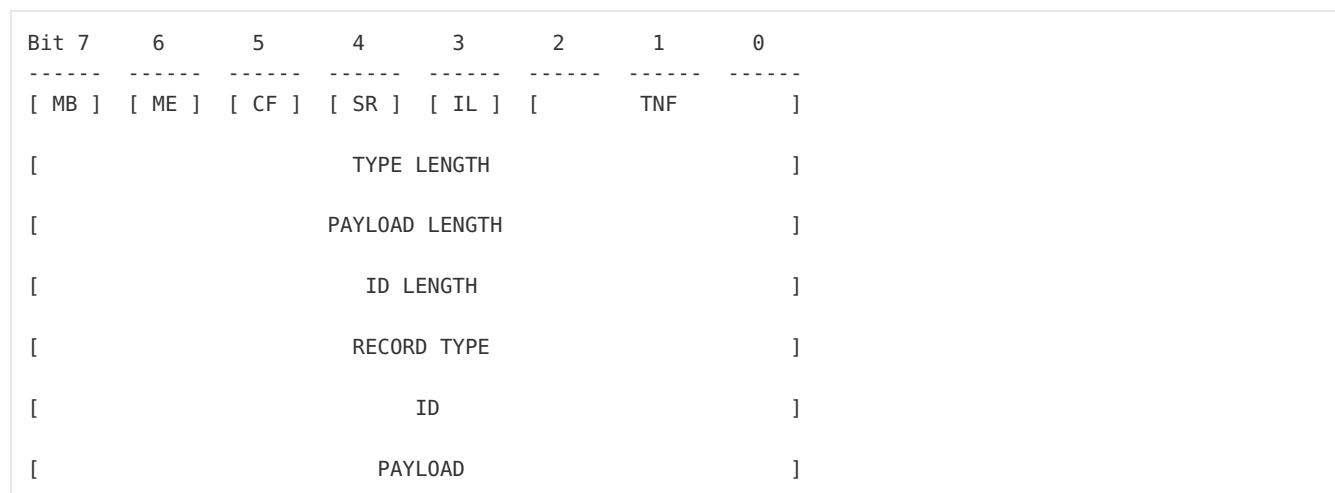 Bit 7     6       5       4       3       2       1       0
------  ------  ------  ------  ------  ------  ------  ------
[ MB ]  [ ME ]  [ CF ]  [ SR ]  [ IL ]  [        TNF         ]
[                         TYPE LENGTH                        ]
[                       PAYLOAD LENGTH                       ]
[                          ID LENGTH                         ]
[                         RECORD TYPE                        ]
[                              ID                            ]
[                           PAYLOAD                          ]